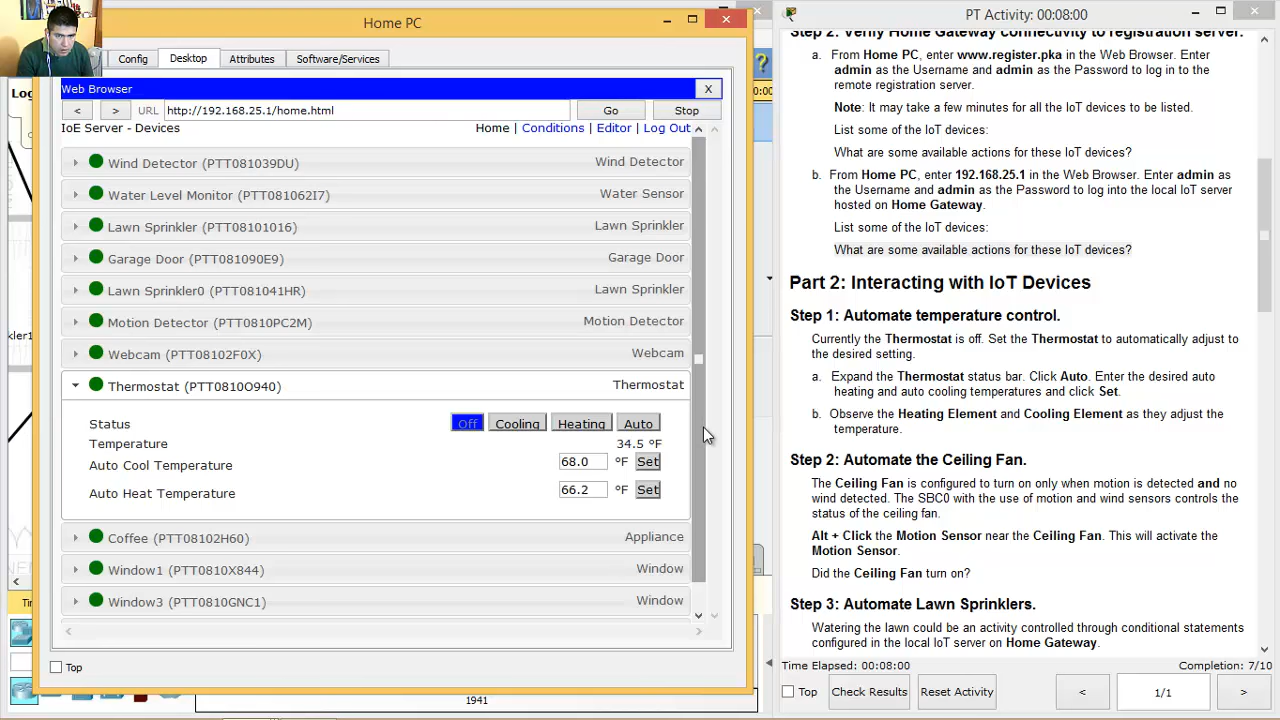 Home PC
PT Activity: 00:08:00
Config
Desktop
Attributes
Software/Services
Web Browser
X
<
>
URL
http://192.168.25.1/home.html
Go
Stop
IoE Server - Devices
Home | Conditions | Editor | Log Out
Wind Detector (PTT081039DU)
Wind Detector
Water Level Monitor (PTT081062I7)
Water Sensor
Lawn Sprinkler (PTT08101016)
Lawn Sprinkler
Garage Door (PTT081090E9)
Garage Door
Lawn Sprinkler0 (PTT081041HR)
Lawn Sprinkler
Motion Detector (PTT0810PC2M)
Motion Detector
Webcam (PTT08102F0X)
Webcam
Thermostat (PTT0810O940)
Thermostat
Status
Off
Cooling
Heating
Auto
Temperature
34.5 °F
Auto Cool Temperature
68.0
°F
Set
Auto Heat Temperature
66.2
°F
Set
Coffee (PTT08102H60)
Appliance
Window1 (PTT0810X844)
Window
Window3 (PTT0810GNC1)
Window
Top
1941
Step 2: Verify Home Gateway connectivity to registration server.
a. From Home PC, enter www.register.pka in the Web Browser. Enter
admin as the Username and admin as the Password to log in to the
remote registration server.
Note: It may take a few minutes for all the IoT devices to be listed.
List some of the IoT devices:
What are some available actions for these IoT devices?
b. From Home PC, enter 192.168.25.1 in the Web Browser. Enter admin as
the Username and admin as the Password to log into the local IoT server
hosted on Home Gateway.
List some of the IoT devices:
What are some available actions for these IoT devices?
Part 2: Interacting with IoT Devices
Step 1: Automate temperature control.
Currently the Thermostat is off. Set the Thermostat to automatically adjust to
the desired setting.
a. Expand the Thermostat status bar. Click Auto. Enter the desired auto
heating and auto cooling temperatures and click Set.
b. Observe the Heating Element and Cooling Element as they adjust the
temperature.
Step 2: Automate the Ceiling Fan.
The Ceiling Fan is configured to turn on only when motion is detected and no
wind detected. The SBC0 with the use of motion and wind sensors controls the
status of the ceiling fan.
Alt + Click the Motion Sensor near the Ceiling Fan. This will activate the
Motion Sensor.
Did the Ceiling Fan turn on?
Step 3: Automate Lawn Sprinklers.
Watering the lawn could be an activity controlled through conditional statements
configured in the local IoT server on Home Gateway.
Time Elapsed: 00:08:00
Completion: 7/10
Top
Check Results
Reset Activity
<
1/1
>